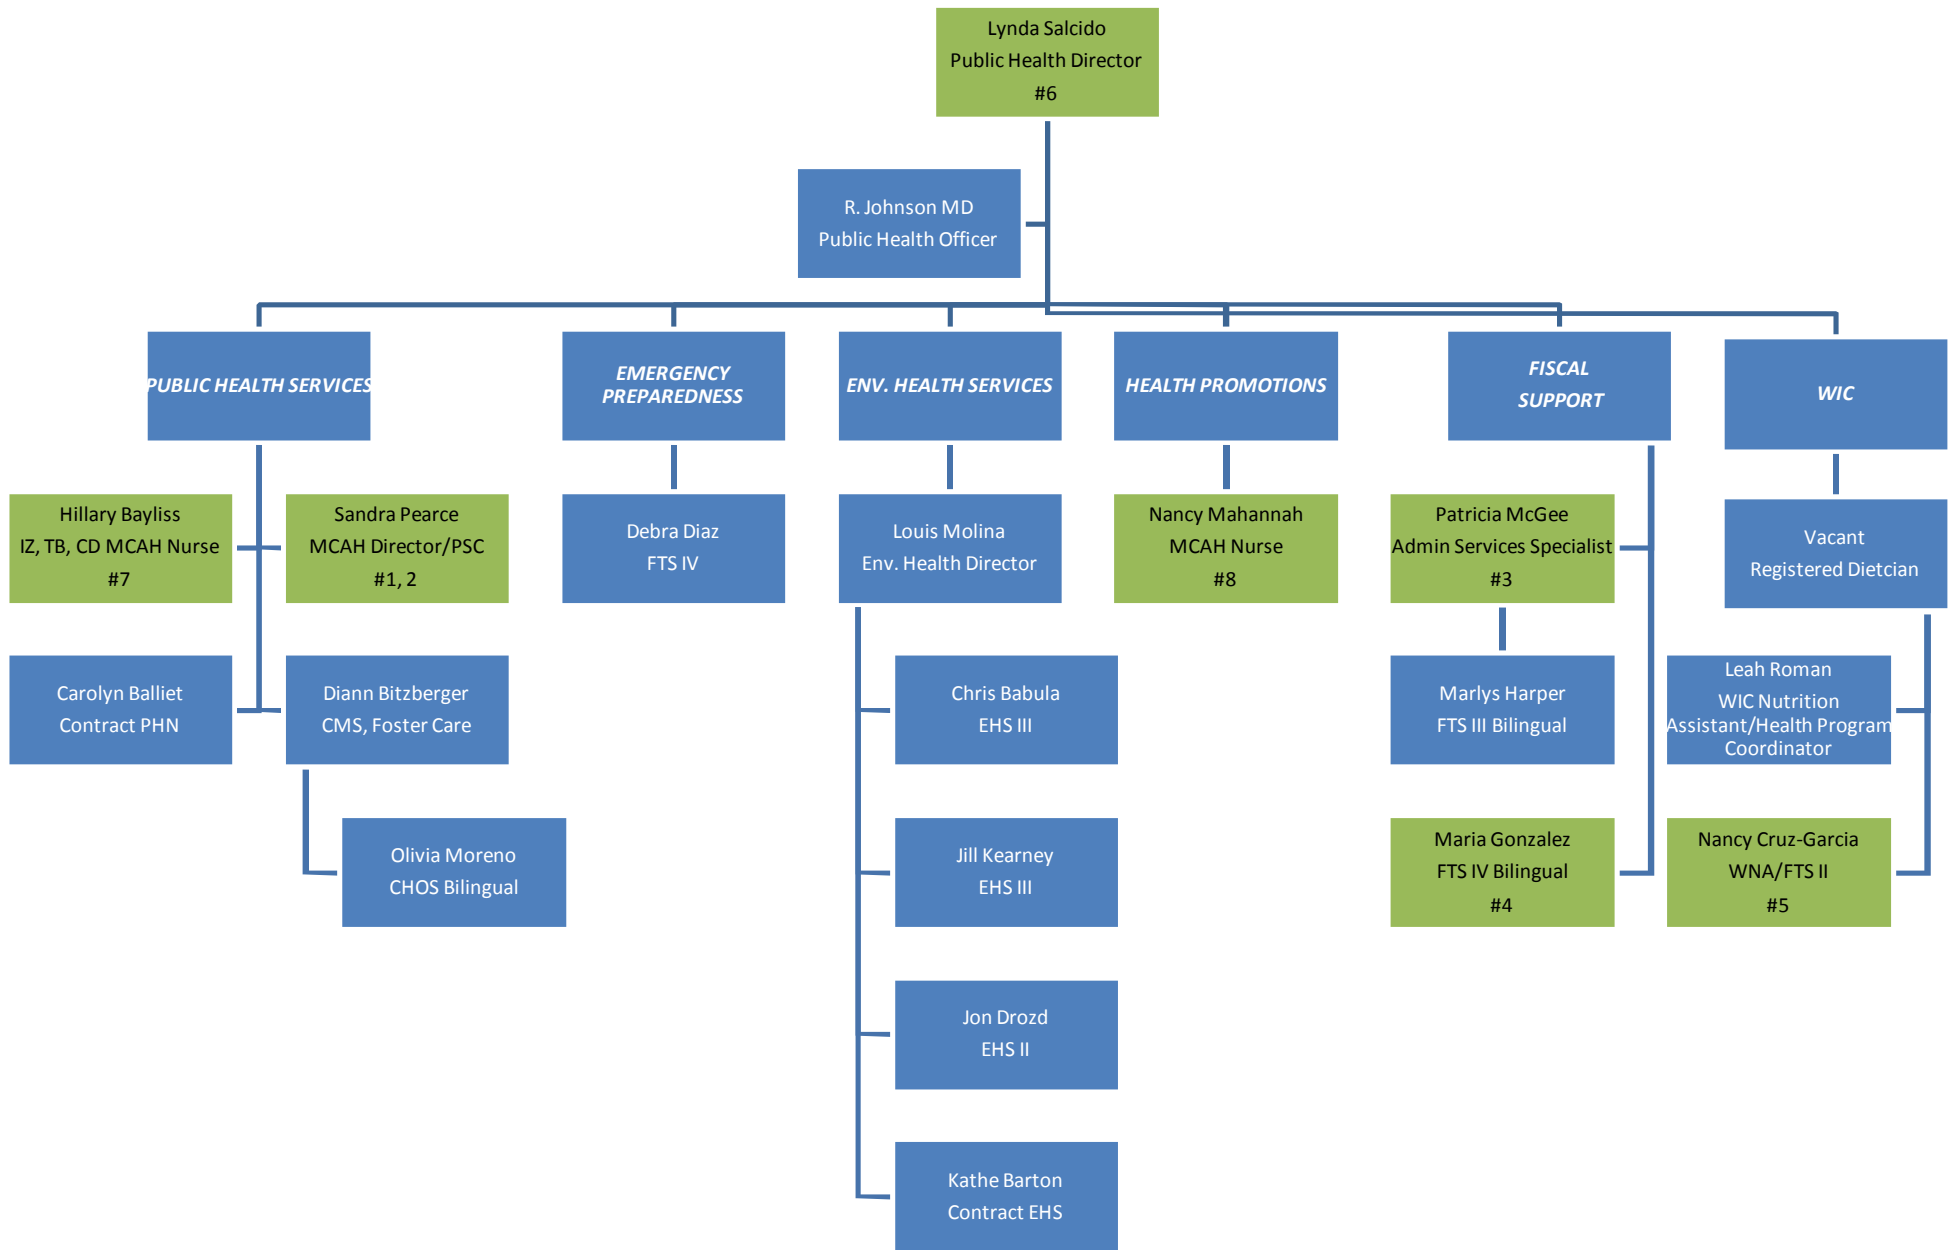 Lynda Salcido
Public Health Director
#6
R. Johnson MD
Public Health Officer
PUBLIC HEALTH SERVICES
EMERGENCY
PREPAREDNESS
ENV. HEALTH SERVICES
HEALTH PROMOTIONS
FISCAL
SUPPORT
WIC
Hillary Bayliss
IZ, TB, CD MCAH Nurse
#7
Sandra Pearce
MCAH Director/PSC
#1, 2
Debra Diaz
FTS IV
Louis Molina
Env. Health Director
Nancy Mahannah
MCAH Nurse
#8
Patricia McGee
Admin Services Specialist
#3
Vacant
Registered Dietcian
Carolyn Balliet
Contract PHN
Diann Bitzberger
CMS, Foster Care
Chris Babula
EHS III
Marlys Harper
FTS III Bilingual
Leah Roman
WIC Nutrition
Assistant/Health Program
Coordinator
Olivia Moreno
CHOS Bilingual
Jill Kearney
EHS III
Maria Gonzalez
FTS IV Bilingual
#4
Nancy Cruz-Garcia
WNA/FTS II
#5
Jon Drozd
EHS II
Kathe Barton
Contract EHS